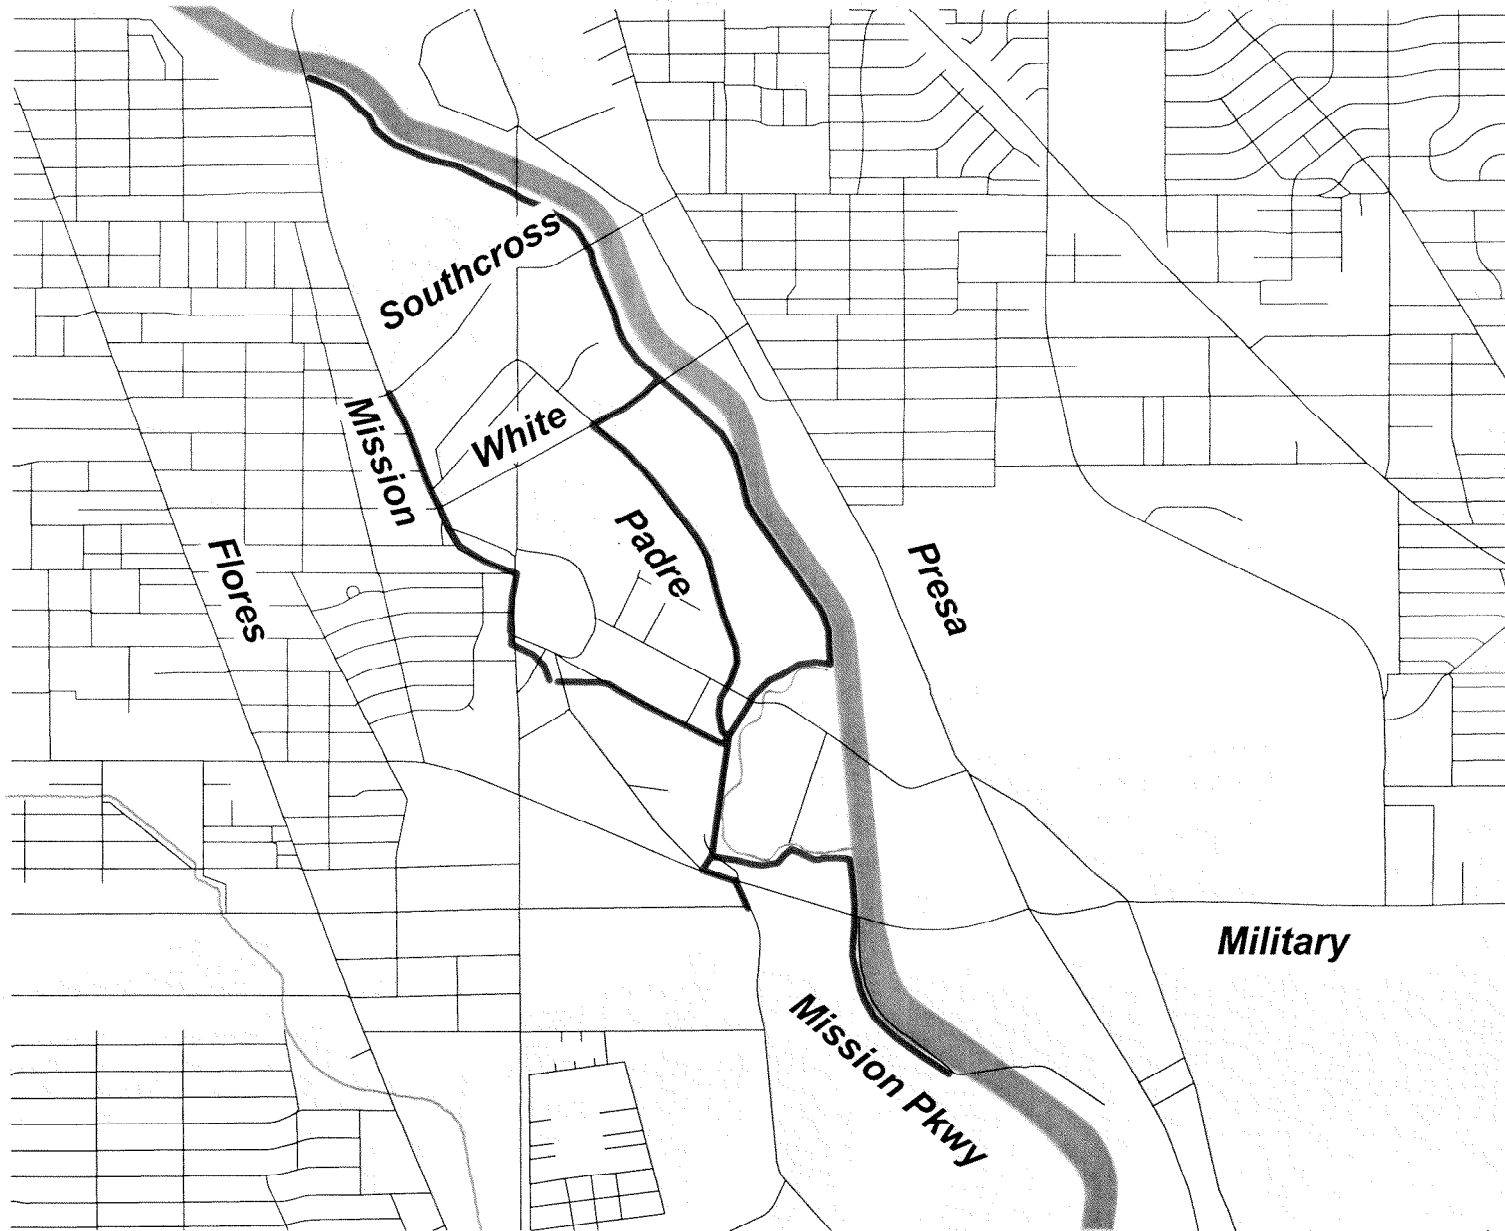 Southcross
Mission
White
Padre
Flores
Presa
Military
Mission Pkwy